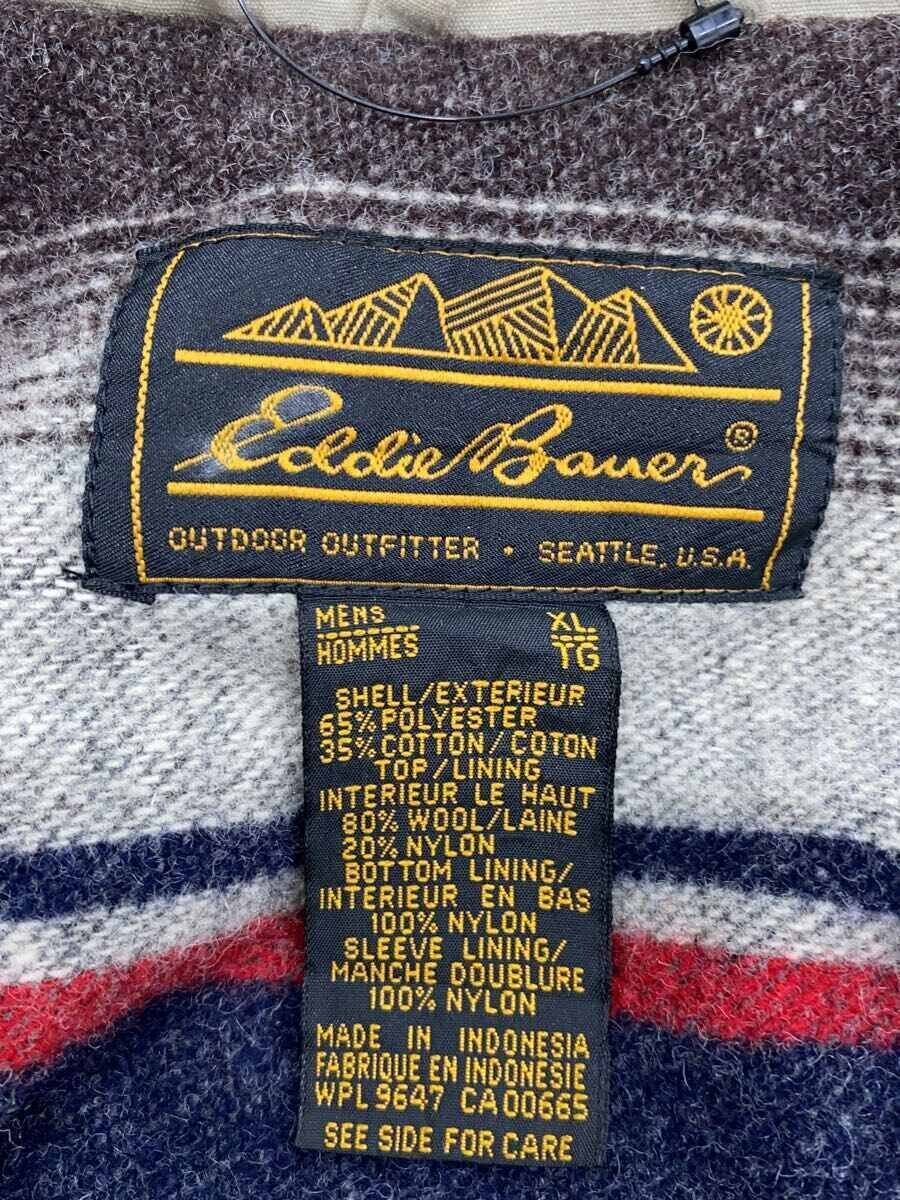 Eddie Bauer®
OUTDOOR OUTFITTER • SEATTLE, U.S.A.
MENS XL
HOMMES TG
SHELL/EXTERIEUR
65% POLYESTER
35% COTTON/COTON
TOP/LINING
INTERIEUR LE HAUT
80% WOOL/LAINE
20% NYLON
BOTTOM LINING/
INTERIEUR EN BAS
100% NYLON
SLEEVE LINING/
MANCHE DOUBLURE
100% NYLON
MADE IN INDONESIA
FABRIQUE EN INDONESIE
WPL 9647 CA 00665
SEE SIDE FOR CARE